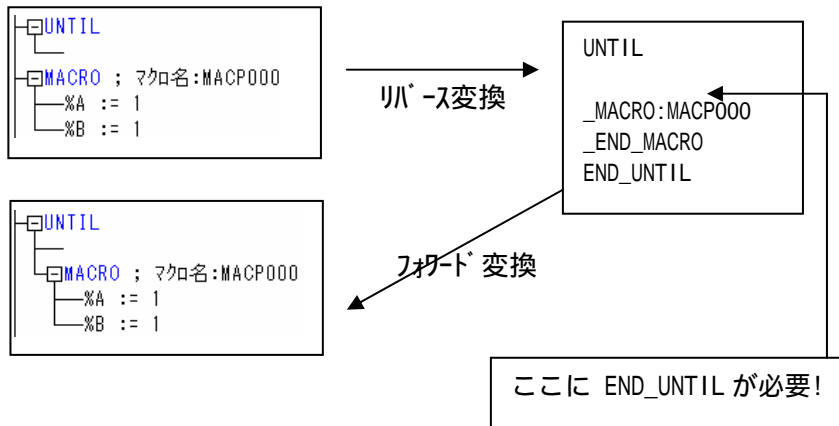 UNTIL
MACRO ; マクロ名:MACP000
%A := 1
%B := 1
リバース変換
UNTIL
_MACRO:MACP000
_END_MACRO
END_UNTIL
UNTIL
MACRO ; マクロ名:MACP000
%A := 1
%B := 1
フォワード変換
ここに END_UNTIL が必要!